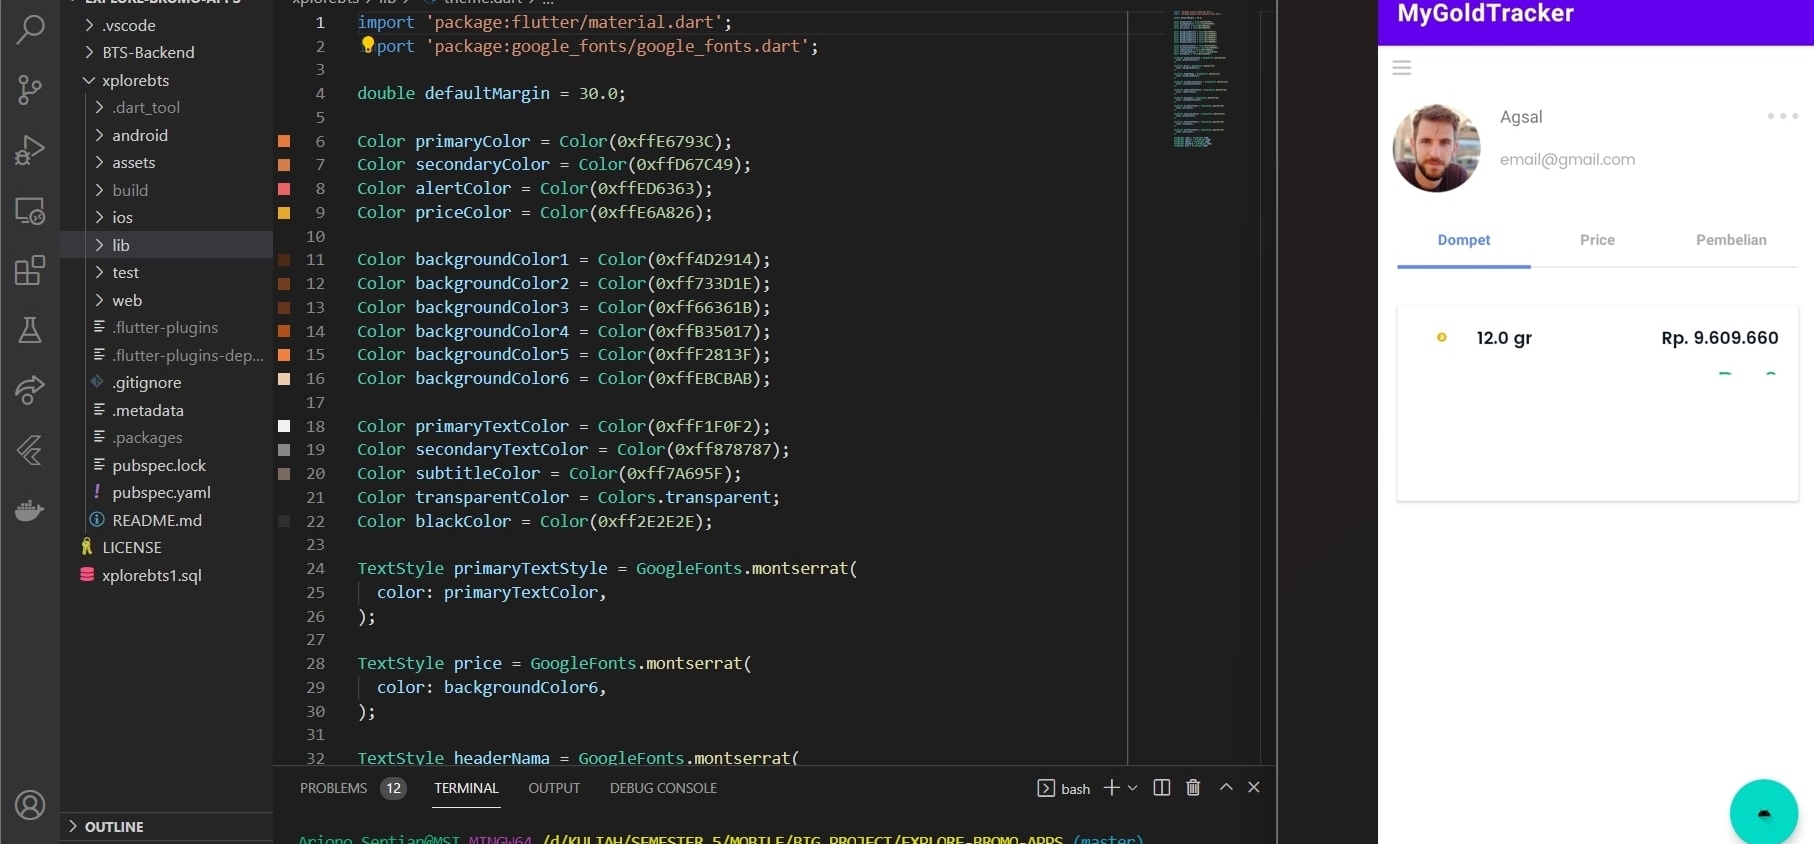 EXPLORE-BROMO-APPS
.vscode
BTS-Backend
xplorebts
.dart_tool
android
assets
build
ios
lib
test
web
.flutter-plugins
.flutter-plugins-dep...
.gitignore
.metadata
.packages
pubspec.lock
pubspec.yaml
README.md
LICENSE
xplorebts1.sql
OUTLINE
xplorebts > lib > theme.dart > ...
1 import 'package:flutter/material.dart';
2 port 'package:google_fonts/google_fonts.dart';
3
4 double defaultMargin = 30.0;
5
6 Color primaryColor = Color(0xffE6793C);
7 Color secondaryColor = Color(0xffD67C49);
8 Color alertColor = Color(0xffED6363);
9 Color priceColor = Color(0xffE6A826);
10
11 Color backgroundColor1 = Color(0xff4D2914);
12 Color backgroundColor2 = Color(0xff733D1E);
13 Color backgroundColor3 = Color(0xff66361B);
14 Color backgroundColor4 = Color(0xffB35017);
15 Color backgroundColor5 = Color(0xffF2813F);
16 Color backgroundColor6 = Color(0xffEBCBAB);
17
18 Color primaryTextColor = Color(0xffF1F0F2);
19 Color secondaryTextColor = Color(0xff878787);
20 Color subtitleColor = Color(0xff7A695F);
21 Color transparentColor = Colors.transparent;
22 Color blackColor = Color(0xff2E2E2E);
23
24 TextStyle primaryTextStyle = GoogleFonts.montserrat(
25 color: primaryTextColor,
26 );
27
28 TextStyle price = GoogleFonts.montserrat(
29 color: backgroundColor6,
30 );
31
32 TextStyle headerNama = GoogleFonts.montserrat(
PROBLEMS 12 TERMINAL OUTPUT DEBUG CONSOLE bash
Ariono Septian@MSI MINGW64 /d/KULIAH/SEMESTER 5/MOBILE/BIG PROJECT/EXPLORE-BROMO-APPS (master)
MyGoldTracker
Agsal
email@gmail.com
Dompet Price Pembelian
12.0 gr Rp. 9.609.660